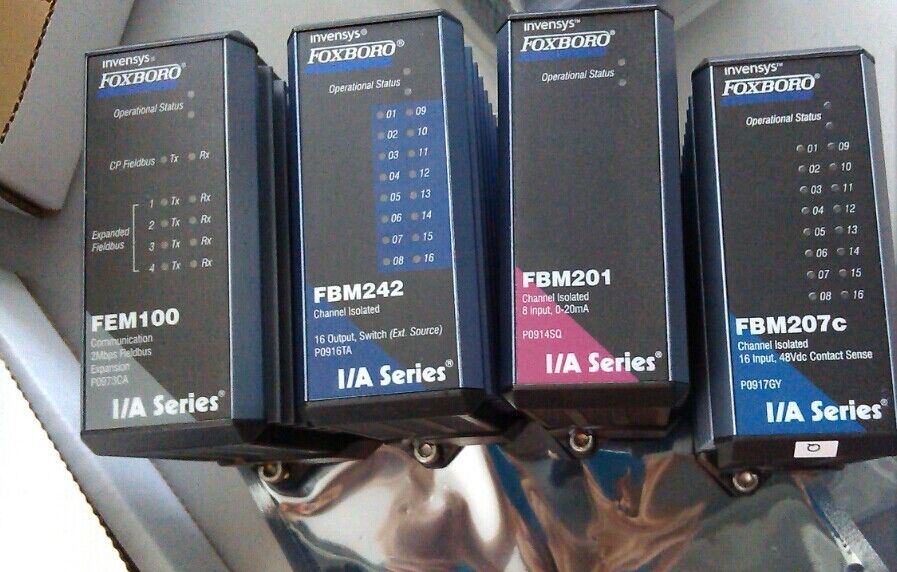 invensys®
FOXBORO®
Operational Status
CP Fieldbus Tx Rx
Expanded
Fieldbus
1 Tx Rx
2 Tx Rx
3 Tx Rx
4 Tx Rx
FEM100
Communication
2Mbps Fieldbus
Expansion
P0973CA
I/A Series®
invensys®
FOXBORO®
Operational Status
01 09
02 10
03 11
04 12
05 13
06 14
07 15
08 16
FBM242
Channel Isolated
16 Output, Switch (Ext. Source)
P0916TA
I/A Series®
invensys™
FOXBORO®
Operational Status
FBM201
Channel Isolated
8 Input, 0-20mA
P0914SQ
I/A Series®
invensys™
FOXBORO®
Operational Status
01 09
02 10
03 11
04 12
05 13
06 14
07 15
08 16
FBM207c
Channel Isolated
16 Input, 48Vdc Contact Sense
P0917GY
I/A Series®